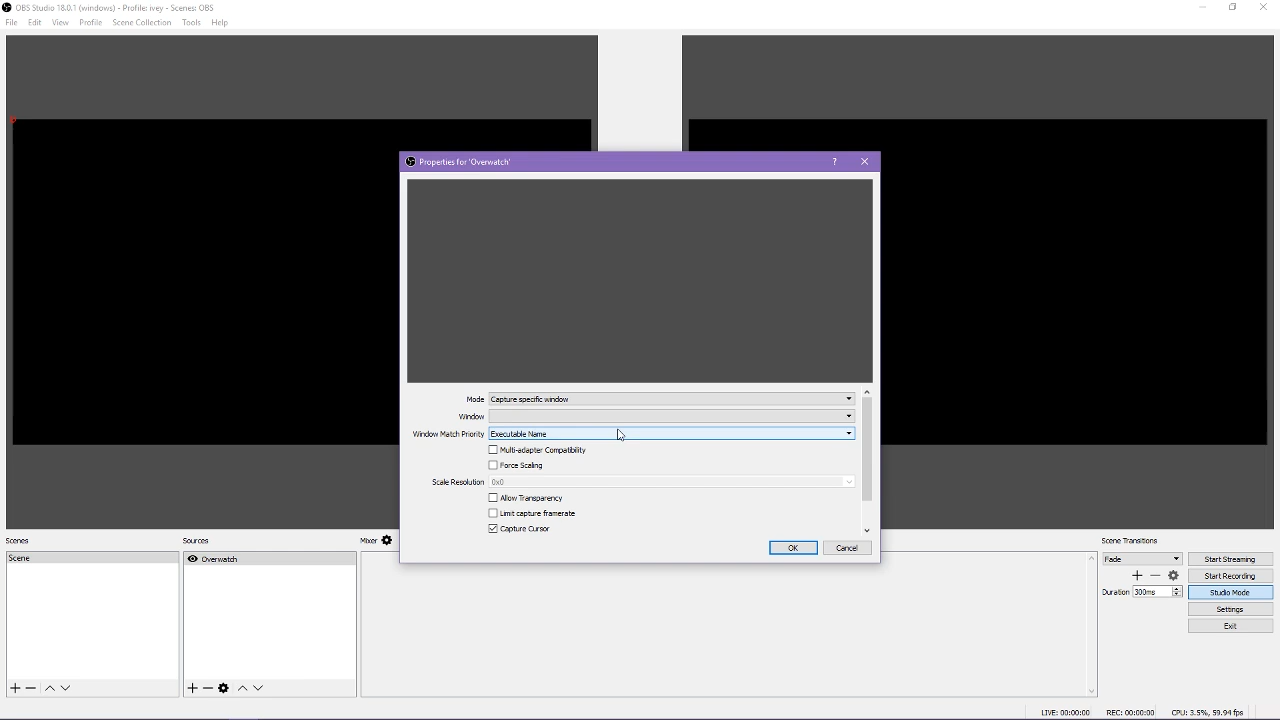 OBS Studio 18.0.1 (windows) - Profile: ivey - Scenes: OBS
File Edit View Profile Scene Collection Tools Help
Properties for 'Overwatch' ?
Mode Capture specific window
Window
Window Match Priority Executable Name
Multi-adapter Compatibility
Force Scaling
Scale Resolution 0x0
Allow Transparency
Limit capture framerate
Capture Cursor
OK Cancel
Scenes
Scene
Sources
Overwatch
Mixer
Scene Transitions
Fade
Duration 300ms
Start Streaming
Start Recording
Studio Mode
Settings
Exit
LIVE: 00:00:00 REC: 00:00:00 CPU: 3.5%, 59.94 fps